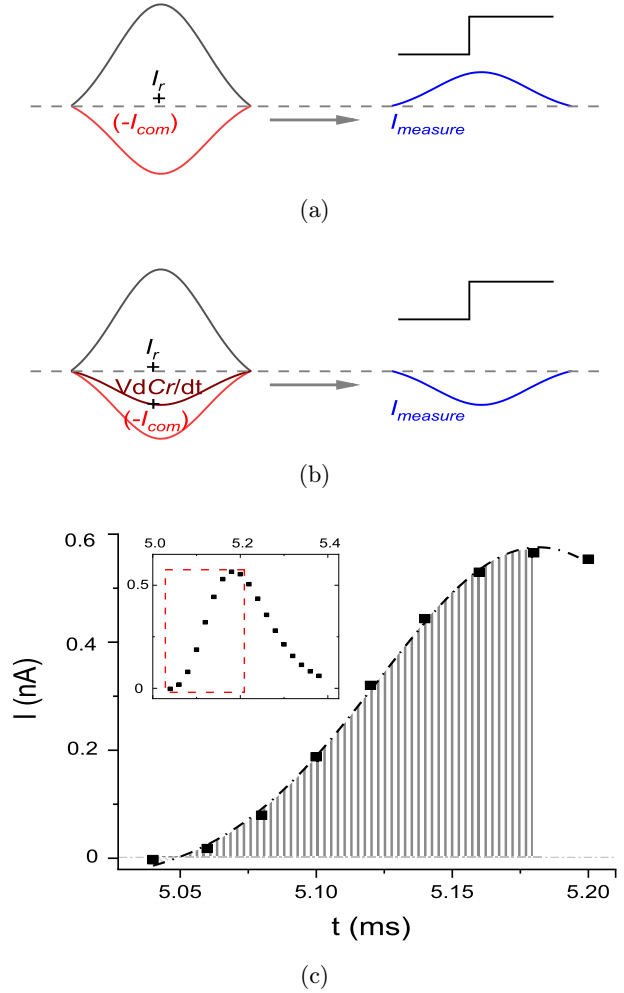 I_r
(-I_com)
I_measure
(a)
I_r
VdCr/dt
(-I_com)
I_measure
(b)
5.0 5.2 5.4
0.5
0
0.6
0.4
0.2
0
I (nA)
5.05 5.10 5.15 5.20
t (ms)
(c)